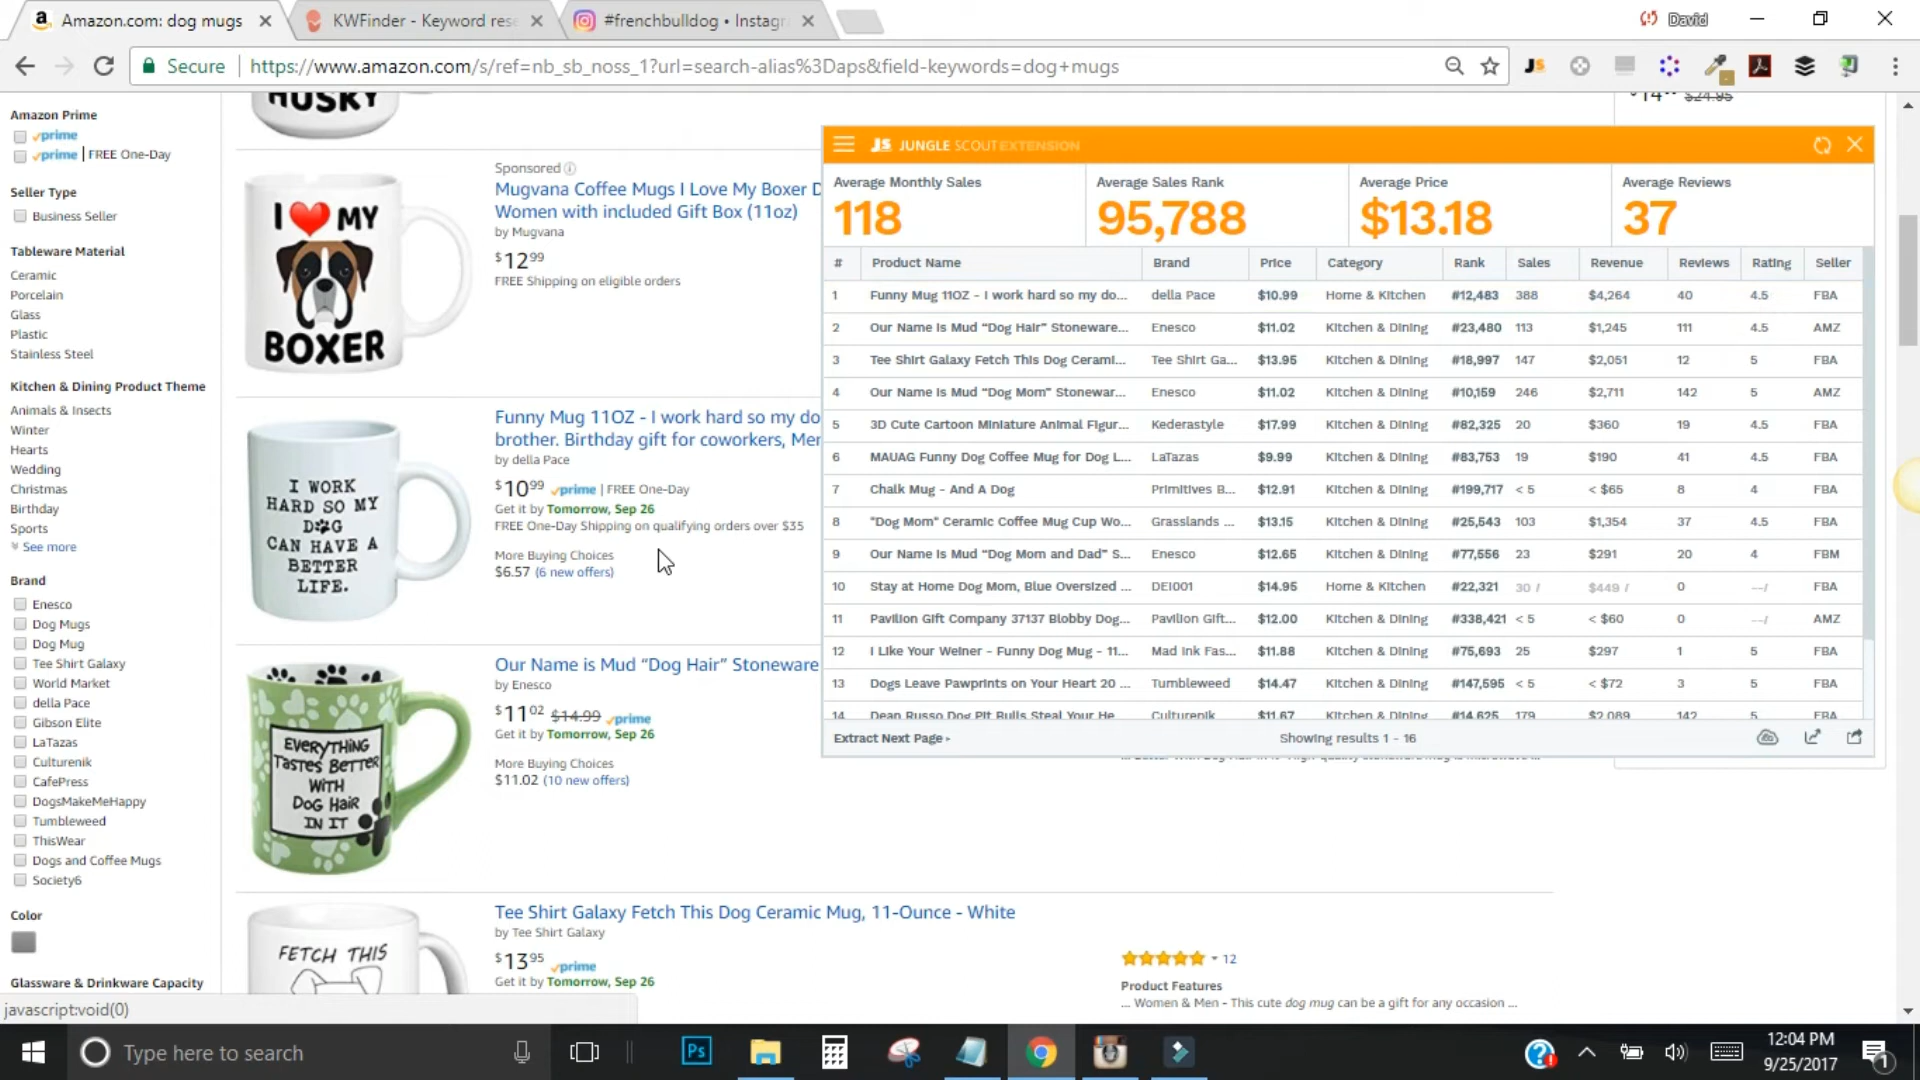 Amazon.com: dog mugs
KWFinder - Keyword rese
#frenchbulldog • Instagr
David
Secure
https://www.amazon.com/s/ref=nb_sb_noss_1?url=search-alias%3Daps&field-keywords=dog+mugs
$24.95
Amazon Prime
prime
prime | FREE One-Day
Seller Type
Business Seller
Tableware Material
Ceramic
Porcelain
Glass
Plastic
Stainless Steel
Kitchen & Dining Product Theme
Animals & Insects
Winter
Hearts
Wedding
Christmas
Birthday
Sports
See more
Brand
Enesco
Dog Mugs
Dog Mug
Tee Shirt Galaxy
World Market
della Pace
Gibson Elite
LaTazas
Culturenik
CafePress
DogsMakeMeHappy
Tumbleweed
ThisWear
Dogs and Coffee Mugs
Society6
Color
Glassware & Drinkware Capacity
javascript:void(0)
HUSKY
I MY
BOXER
Sponsored
Mugvana Coffee Mugs I Love My Boxer D
Women with included Gift Box (11oz)
by Mugvana
$12 99
FREE Shipping on eligible orders
I WORK
HARD SO MY
DOG
CAN HAVE A
BETTER
LIFE.
Funny Mug 11OZ - I work hard so my do
brother. Birthday gift for coworkers, Mer
by della Pace
$10 99 prime | FREE One-Day
Get it by Tomorrow, Sep 26
FREE One-Day Shipping on qualifying orders over $35
More Buying Choices
$6.57 (6 new offers)
EVERYTHING
TASTES BETTER
WITH
DOG HAIR
IN IT
Our Name is Mud “Dog Hair” Stoneware
by Enesco
$11 02 $14.99 prime
Get it by Tomorrow, Sep 26
More Buying Choices
$11.02 (10 new offers)
FETCH THIS
Tee Shirt Galaxy Fetch This Dog Ceramic Mug, 11-Ounce - White
by Tee Shirt Galaxy
$13 95 prime
Get it by Tomorrow, Sep 26
12
Product Features
... Women & Men - This cute dog mug can be a gift for any occasion ...
JS JUNGLE SCOUT EXTENSION
Average Monthly Sales
118
Average Sales Rank
95,788
Average Price
$13.18
Average Reviews
37
# Product Name Brand Price Category Rank Sales Revenue Reviews Rating Seller
1 Funny Mug 11OZ - I work hard so my do... della Pace $10.99 Home & Kitchen #12,483 388 $4,264 40 4.5 FBA
2 Our Name is Mud “Dog Hair” Stoneware... Enesco $11.02 Kitchen & Dining #23,480 113 $1,245 111 4.5 AMZ
3 Tee Shirt Galaxy Fetch This Dog Cerami... Tee Shirt Ga... $13.95 Kitchen & Dining #18,997 147 $2,051 12 5 FBA
4 Our Name is Mud “Dog Mom” Stonewar... Enesco $11.02 Kitchen & Dining #10,159 246 $2,711 142 5 AMZ
5 3D Cute Cartoon Miniature Animal Figur... Kederastyle $17.99 Kitchen & Dining #82,325 20 $360 19 4.5 FBA
6 MAUAG Funny Dog Coffee Mug for Dog L... LaTazas $9.99 Kitchen & Dining #83,753 19 $190 41 4.5 FBA
7 Chalk Mug - And A Dog Primitives B... $12.91 Kitchen & Dining #199,717 < 5 < $65 8 4 FBA
8 "Dog Mom" Ceramic Coffee Mug Cup Wo... Grasslands ... $13.15 Kitchen & Dining #25,543 103 $1,354 37 4.5 FBA
9 Our Name is Mud “Dog Mom and Dad” S... Enesco $12.65 Kitchen & Dining #77,556 23 $291 20 4 FBM
10 Stay at Home Dog Mom, Blue Oversized ... DEI001 $14.95 Home & Kitchen #22,321 30 / $449 / 0 --/ FBA
11 Pavilion Gift Company 37137 Blobby Dog... Pavilion Gift... $12.00 Kitchen & Dining #338,421 < 5 < $60 0 --/ AMZ
12 I Like Your Weiner - Funny Dog Mug - 11... Mad Ink Fas... $11.88 Kitchen & Dining #75,693 25 $297 1 5 FBA
13 Dogs Leave Pawprints on Your Heart 20 ... Tumbleweed $14.47 Kitchen & Dining #147,595 < 5 < $72 3 5 FBA
14 Dean Russo Dog Pit Bulls Steal Your He Culturenik $11.67 Kitchen & Dining #14,625 179 $2,089 142 5 FBA
Extract Next Page
Showing results 1 - 16
Type here to search
Ps
12:04 PM
9/25/2017
1